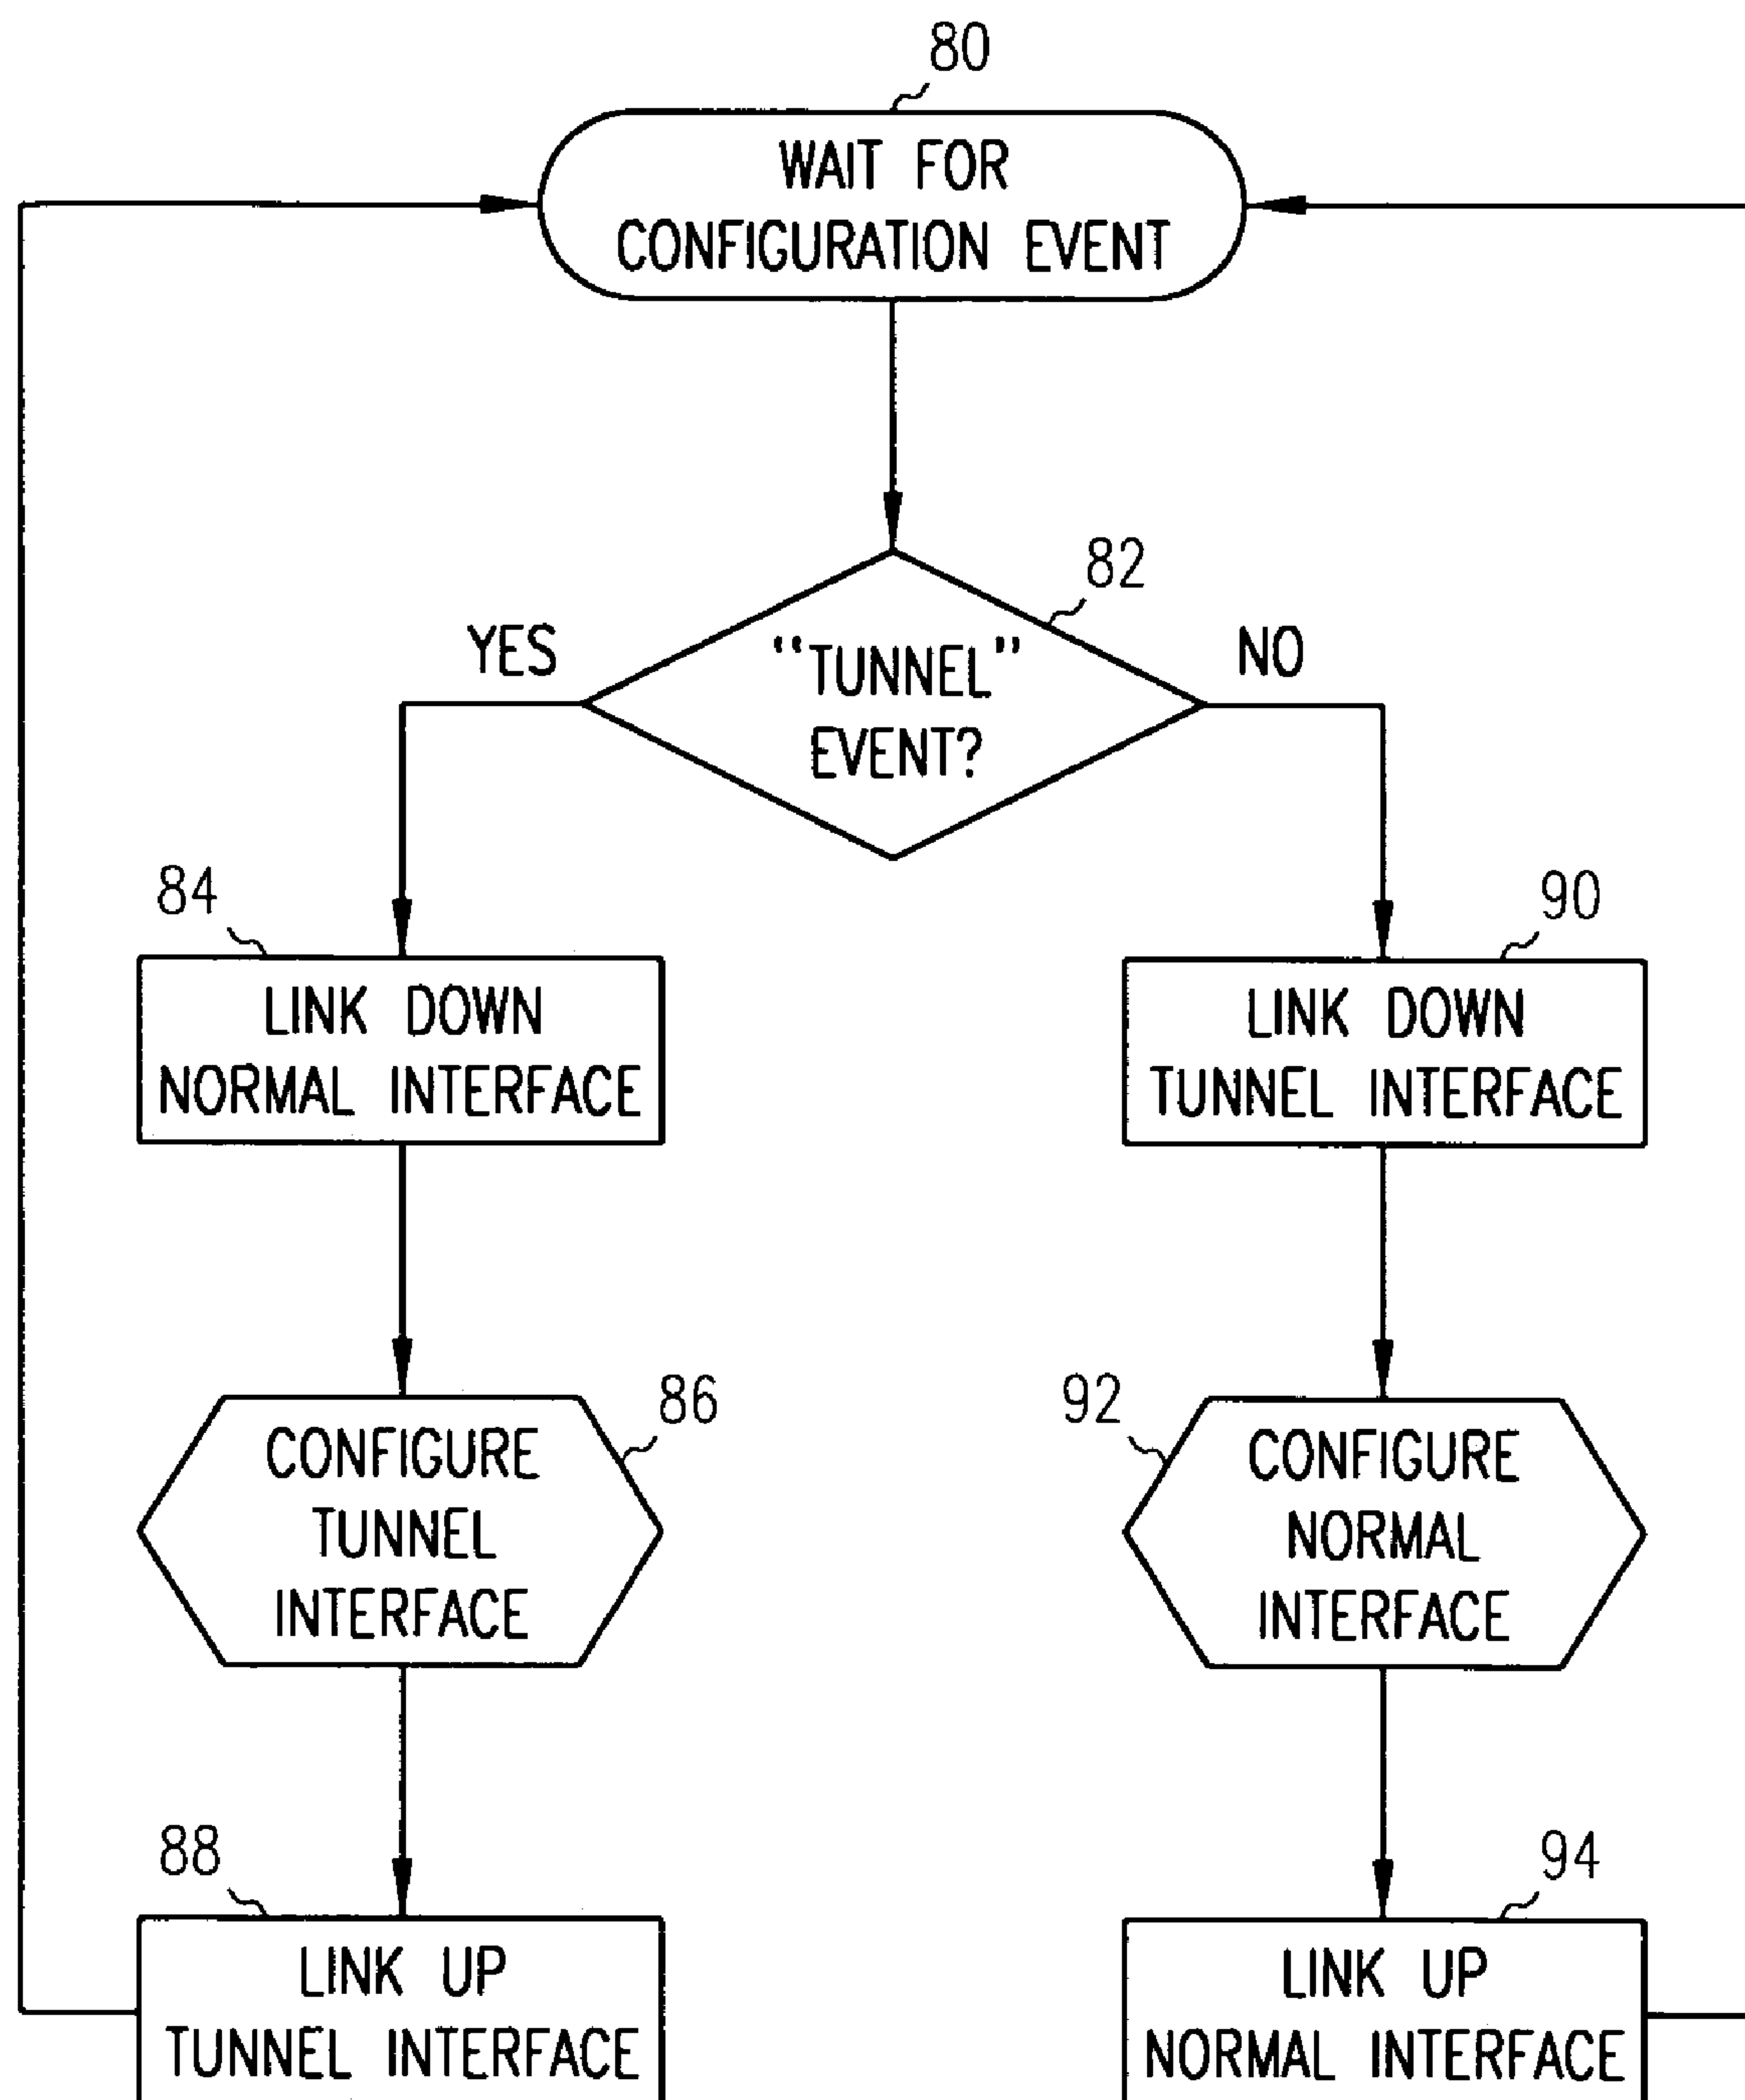 80
WAIT FOR
CONFIGURATION EVENT
82
YES
"TUNNEL"
EVENT?
NO
84
LINK DOWN
NORMAL INTERFACE
90
LINK DOWN
TUNNEL INTERFACE
86
CONFIGURE
TUNNEL
INTERFACE
92
CONFIGURE
NORMAL
INTERFACE
88
LINK UP
TUNNEL INTERFACE
94
LINK UP
NORMAL INTERFACE